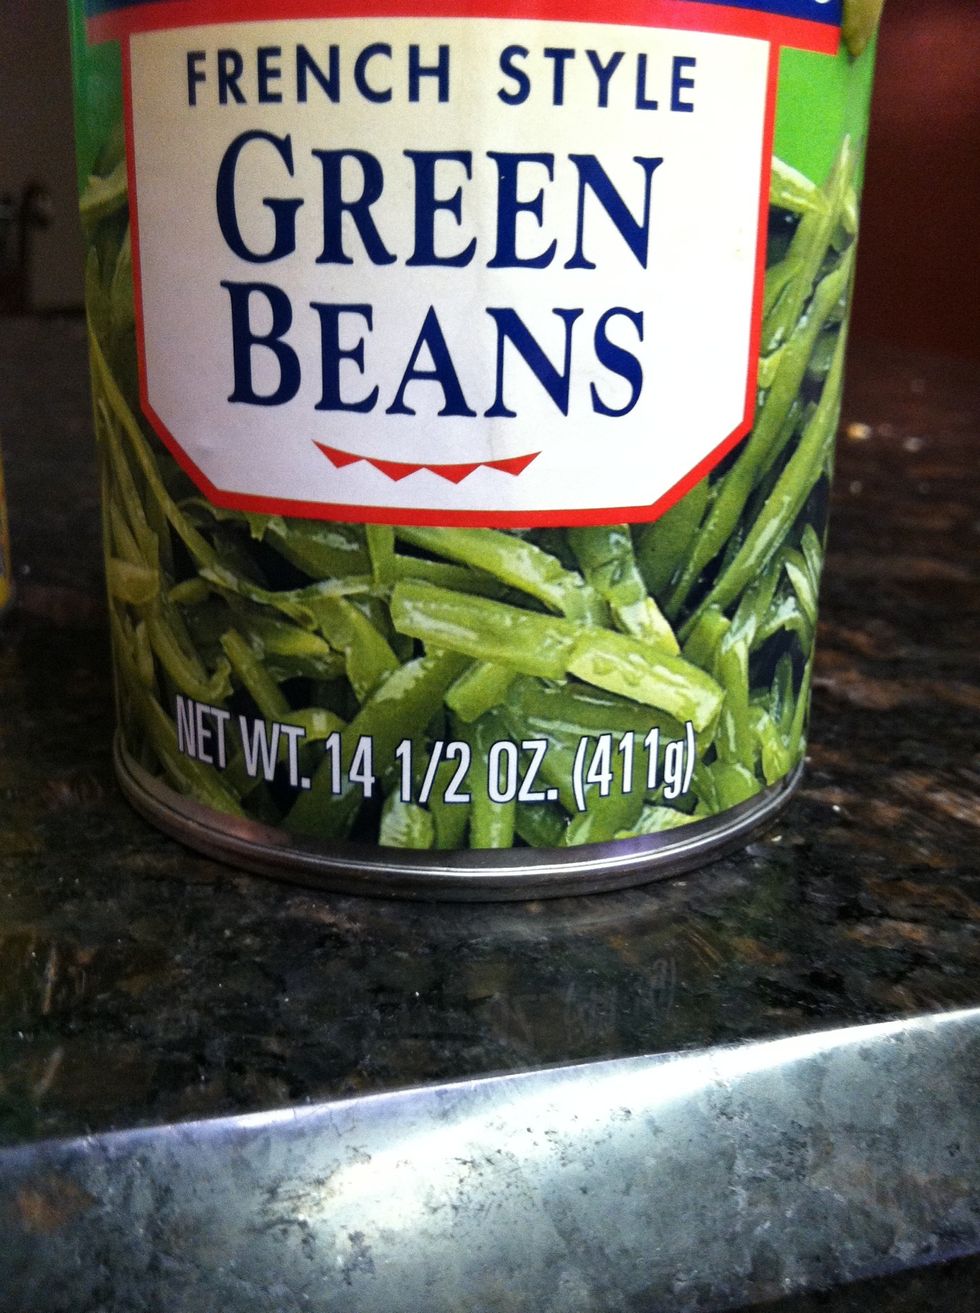 FRENCH STYLE
GREEN
BEANS
NET WT. 14 1/2 OZ. (411g)